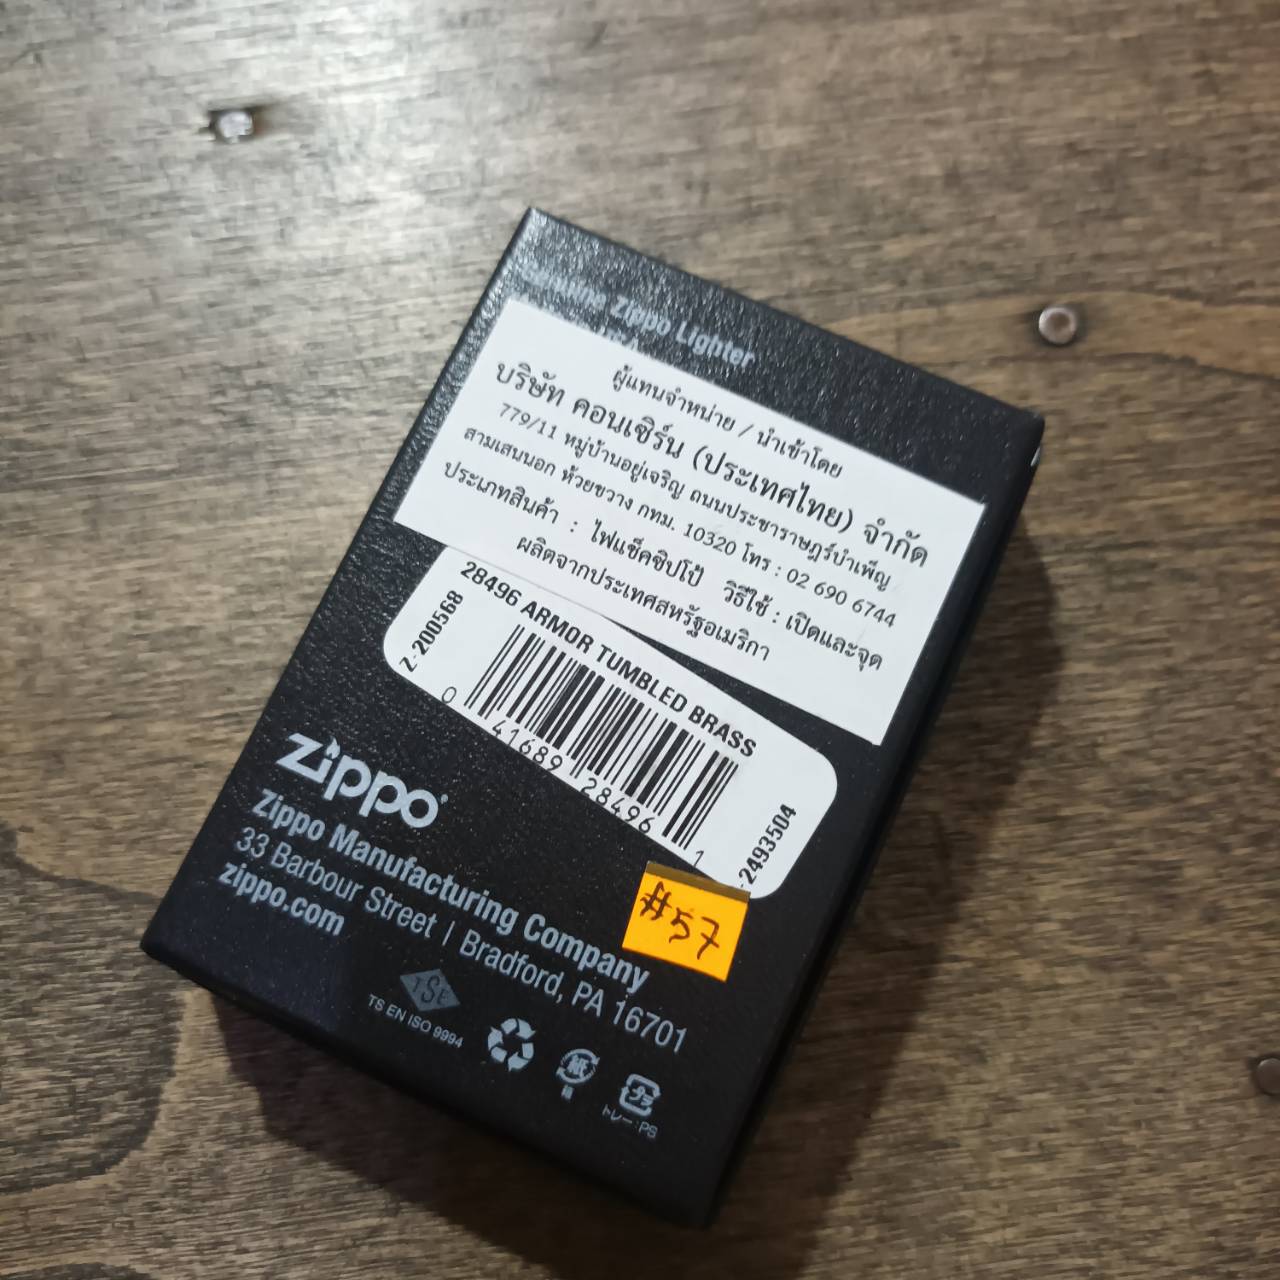 Genuine Zippo Lighter
ผู้แทนจำหน่าย / นำเข้าโดย
บริษัท คอนเซิร์น (ประเทศไทย) จำกัด
779/11 หมู่บ้านอยู่เจริญ ถนนประชาราษฎร์บำเพ็ญ
สามเสนนอก ห้วยขวาง กทม. 10320 โทร : 02 690 6744
ประเภทสินค้า : ไฟแช็คซิปโป้ วิธีใช้ : เปิดและจุด
ผลิตจากประเทศสหรัฐอเมริกา
28496 ARMOR TUMBLED BRASS
Z-200568
0 41689 28496 1
2493504
#57
zippo
Zippo Manufacturing Company
33 Barbour Street | Bradford, PA 16701
zippo.com
TSE
TS EN ISO 9994
紙
箱
プラ
トレー:PS